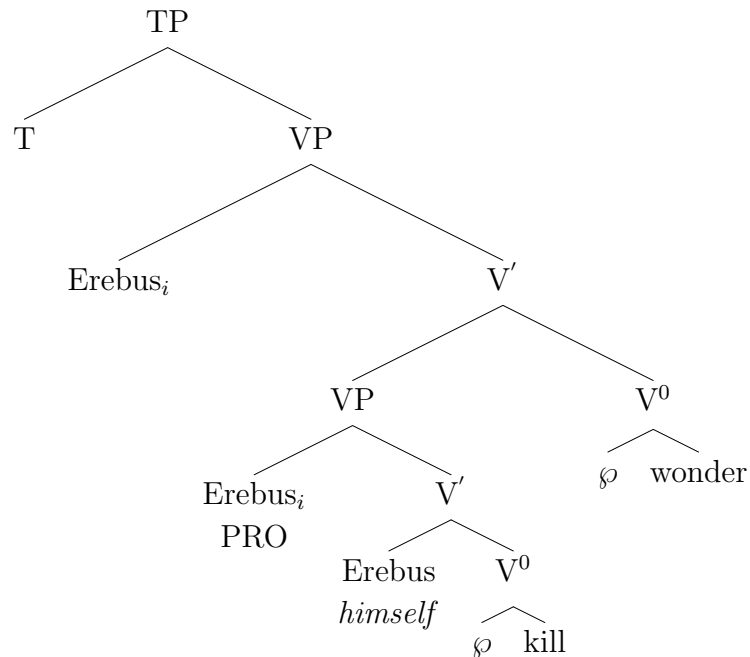 TP
T VP
Erebusᵢ V′
VP V⁰
Erebusᵢ V′ ℘ wonder
PRO
Erebus V⁰
himself
℘ kill